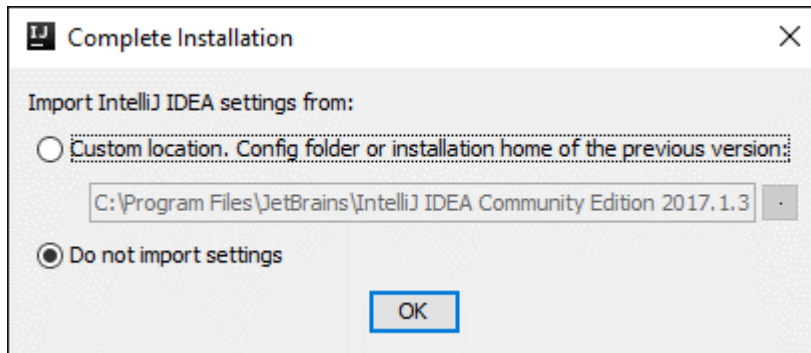 IJ
Complete Installation
Import IntelliJ IDEA settings from:
Custom location. Config folder or installation home of the previous version:
C:\Program Files\JetBrains\IntelliJ IDEA Community Edition 2017.1.3
Do not import settings
OK